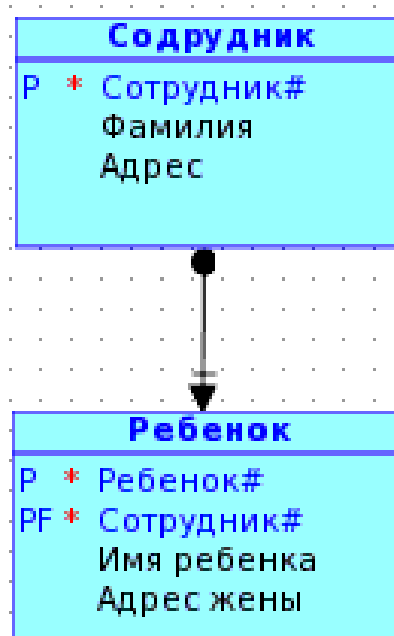 Содрудник
P * Сотрудник#
Фамилия
Адрес
Ребенок
P * Ребенок#
PF * Сотрудник#
Имя ребенка
Адрес жены